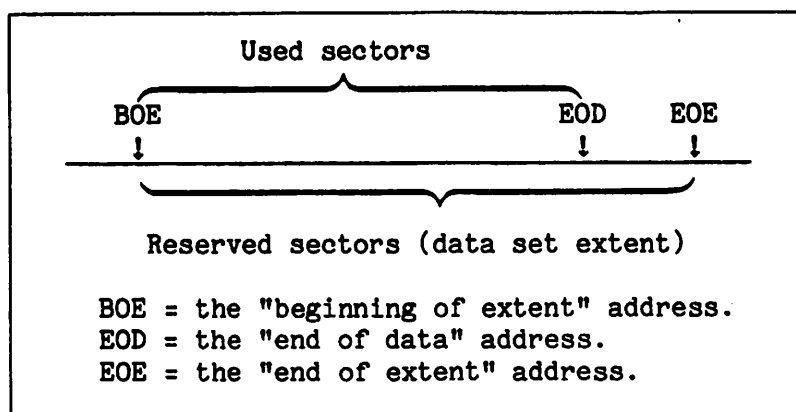 Used sectors
BOE EOD EOE
Reserved sectors (data set extent)
BOE = the "beginning of extent" address.
EOD = the "end of data" address.
EOE = the "end of extent" address.